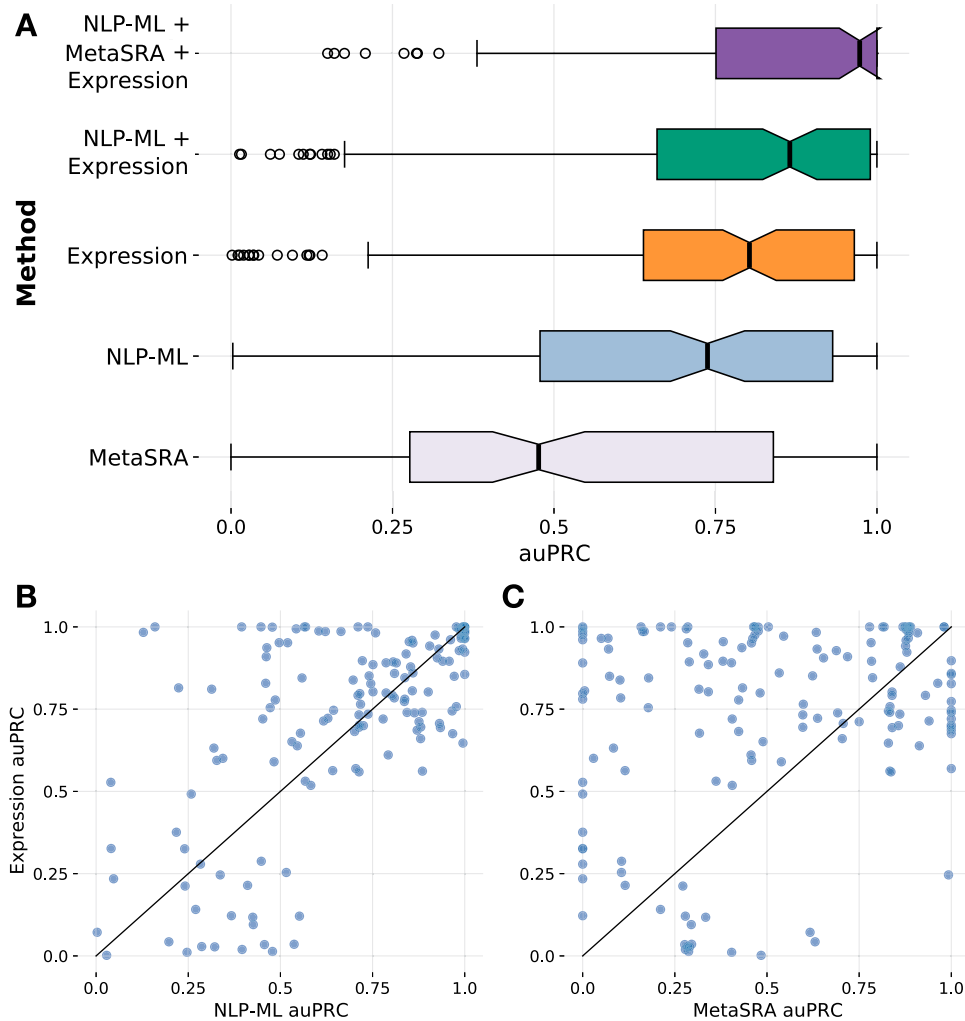 A
NLP-ML +
MetaSRA +
Expression
NLP-ML +
Expression
Expression
NLP-ML
MetaSRA
Method
0.0 0.25 0.5 0.75 1.0
auPRC
B
1.0
0.75
0.5
0.25
0.0
Expression auPRC
0.0 0.25 0.5 0.75 1.0
NLP-ML auPRC
C
1.0
0.75
0.5
0.25
0.0
0.0 0.25 0.5 0.75 1.0
MetaSRA auPRC